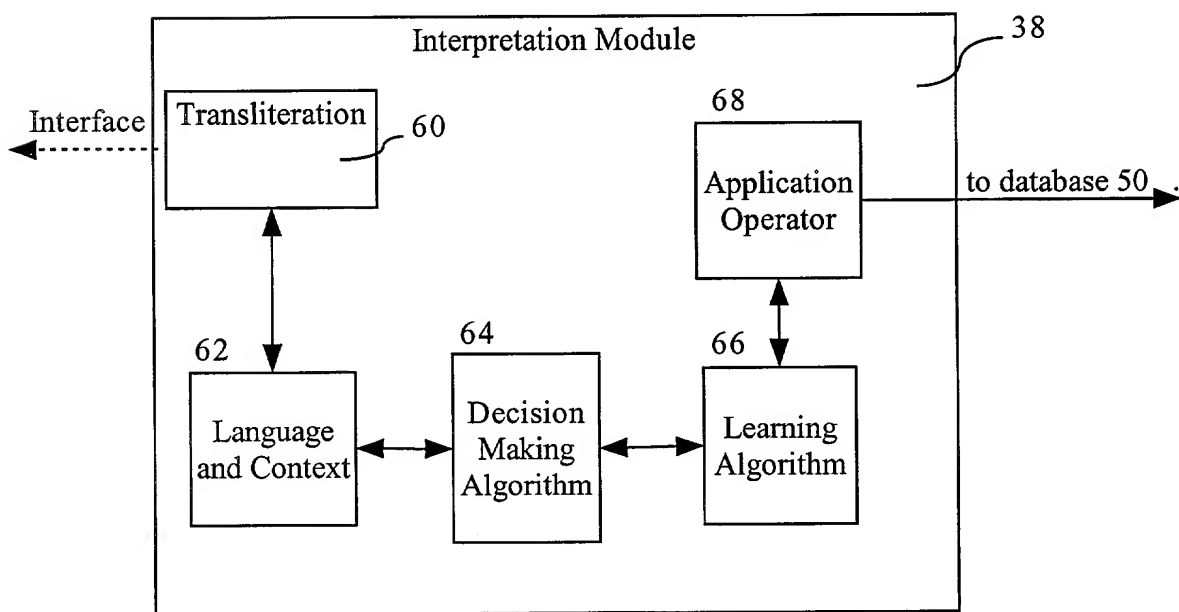 Interpretation Module
38
Transliteration
Interface
60
68
Application
Operator
to database 50 .
62
64
66
Language
and Context
Decision
Making
Algorithm
Learning
Algorithm